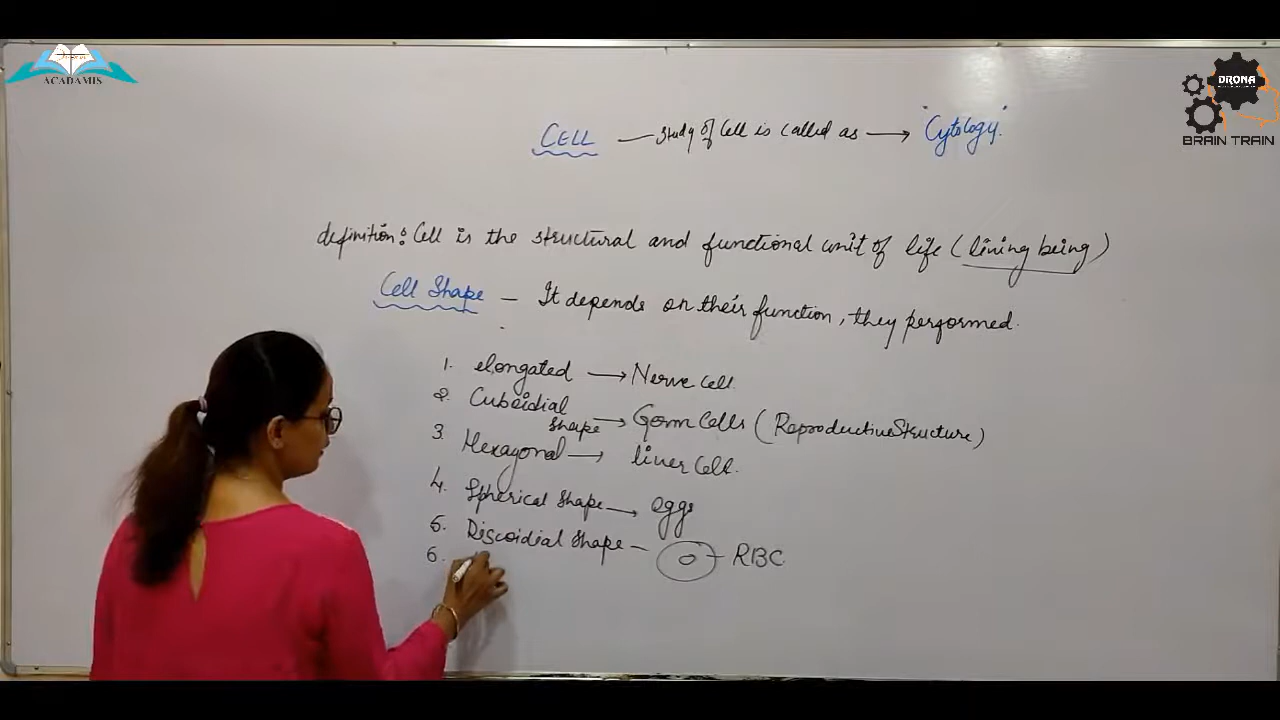 ACADAMIS
DRONA
BRAIN TRAIN
CELL — study of Cell is called as → "Cytology."
definition: Cell is the structural and functional unit of life (living being)
Cell Shape — It depends on their function, they performed.
1. elongated → Nerve cell.
2. Cuboidial shape → Germ Cells (Reproductive Structure)
3. Hexagonal → liver Cell.
4. Spherical Shape → eggs
5. Discoidial Shape — RBC
6.